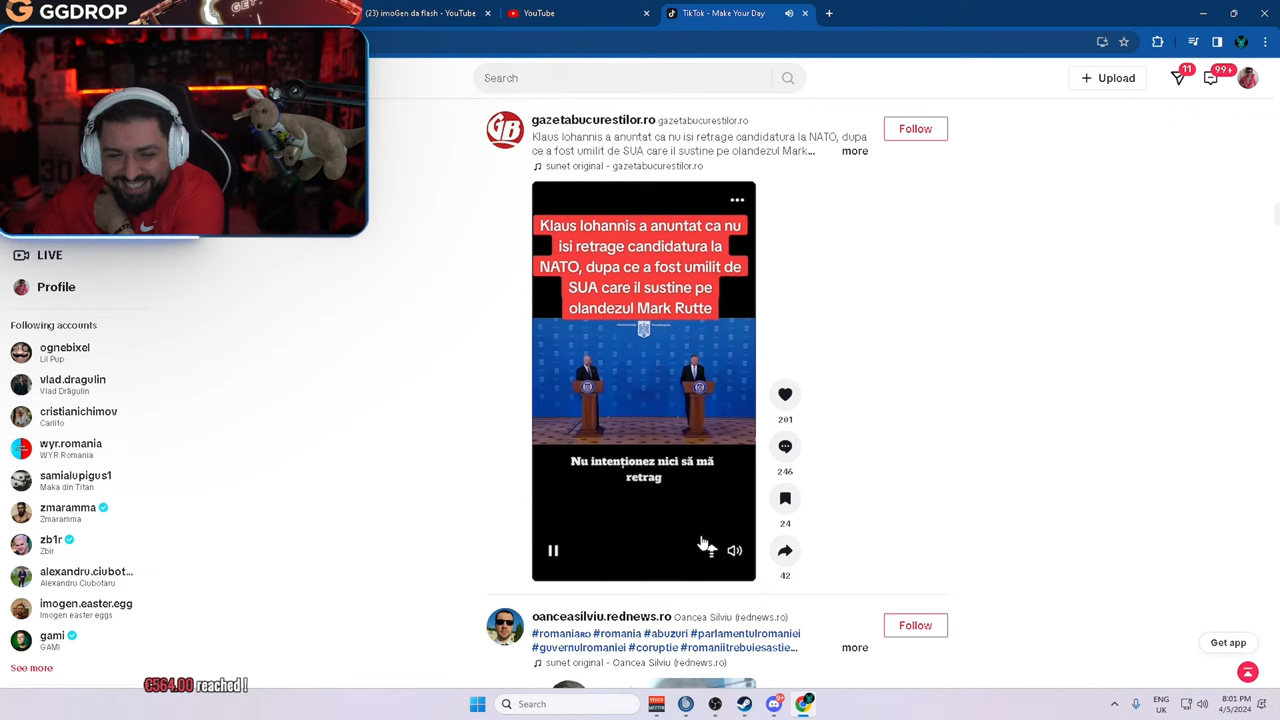 GGDROP
(23) imoGen da flash - YouTube
YouTube
TikTok - Make Your Day
Search
Upload
11
99+
LIVE
Profile
Following accounts
ognebixel
Lil Pup
vlad.dragulin
Vlad Drăgulin
cristianichimov
Carlito
wyr.romania
WYR Romania
samialupigus1
Maka din Titan
zmaramma
Zmaramma
zb1r
Zbir
alexandru.ciubot...
Alexandru Ciubotaru
imogen.easter.egg
Imogen easter eggs
gami
GAMI
See more
€564.00 reached !
GB
gazetabucurestilor.ro gazetabucurestilor.ro
Klaus Iohannis a anuntat ca nu isi retrage candidatura la NATO, dupa
ce a fost umilit de SUA care il sustine pe olandezul Mark...
more
sunet original - gazetabucurestilor.ro
Follow
Klaus Iohannis a anuntat ca nu
isi retrage candidatura la
NATO, dupa ce a fost umilit de
SUA care il sustine pe
olandezul Mark Rutte
Nu intenționez nici să mă
retrag
201
246
24
42
oanceasilviu.rednews.ro Oancea Silviu (rednews.ro)
#romaniaʀᴏ #romania #abuzuri #parlamentulromaniei
#guvernulromaniei #coruptie #romaniitrebuiesastie...
more
sunet original - Oancea Silviu (rednews.ro)
Follow
Get app
Search
ENG
UK
8:01 PM
4/5/2024